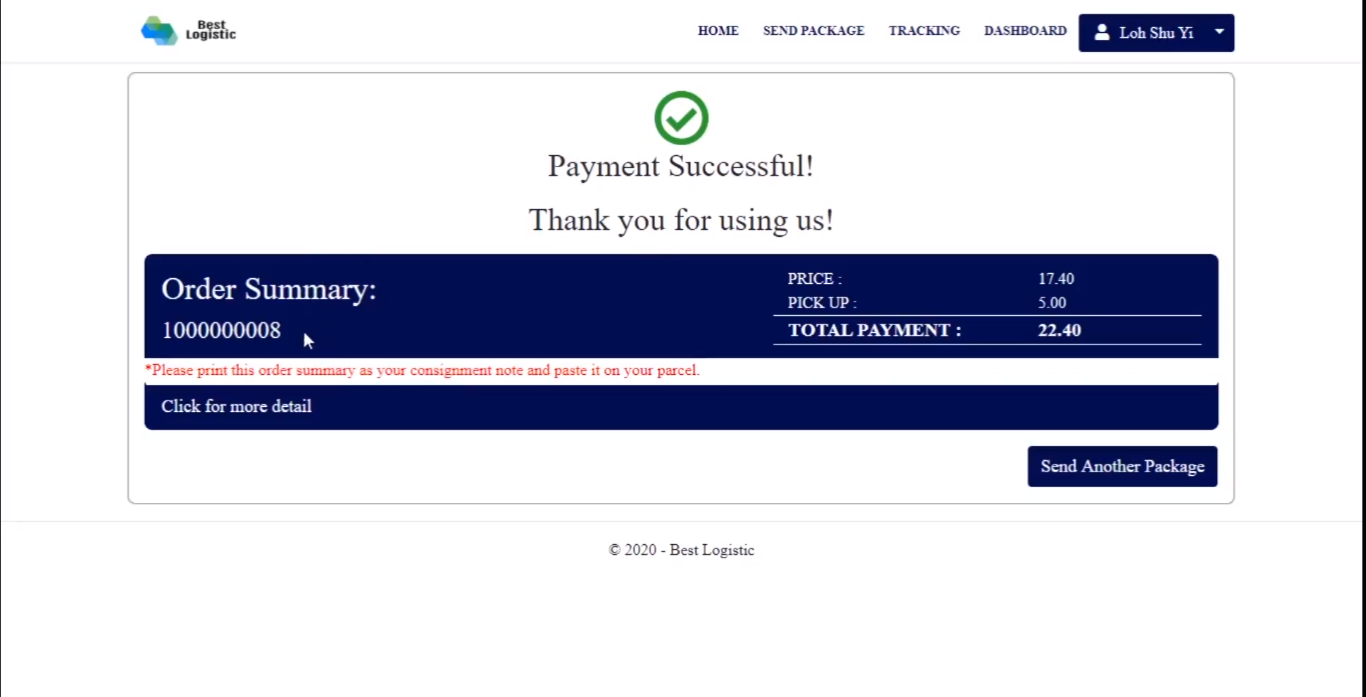 Best
Logistic
HOME SEND PACKAGE TRACKING DASHBOARD Loh Shu Yi
Payment Successful!
Thank you for using us!
Order Summary:
1000000008
PRICE : 17.40
PICK UP : 5.00
TOTAL PAYMENT : 22.40
*Please print this order summary as your consignment note and paste it on your parcel.
Click for more detail
Send Another Package
© 2020 - Best Logistic